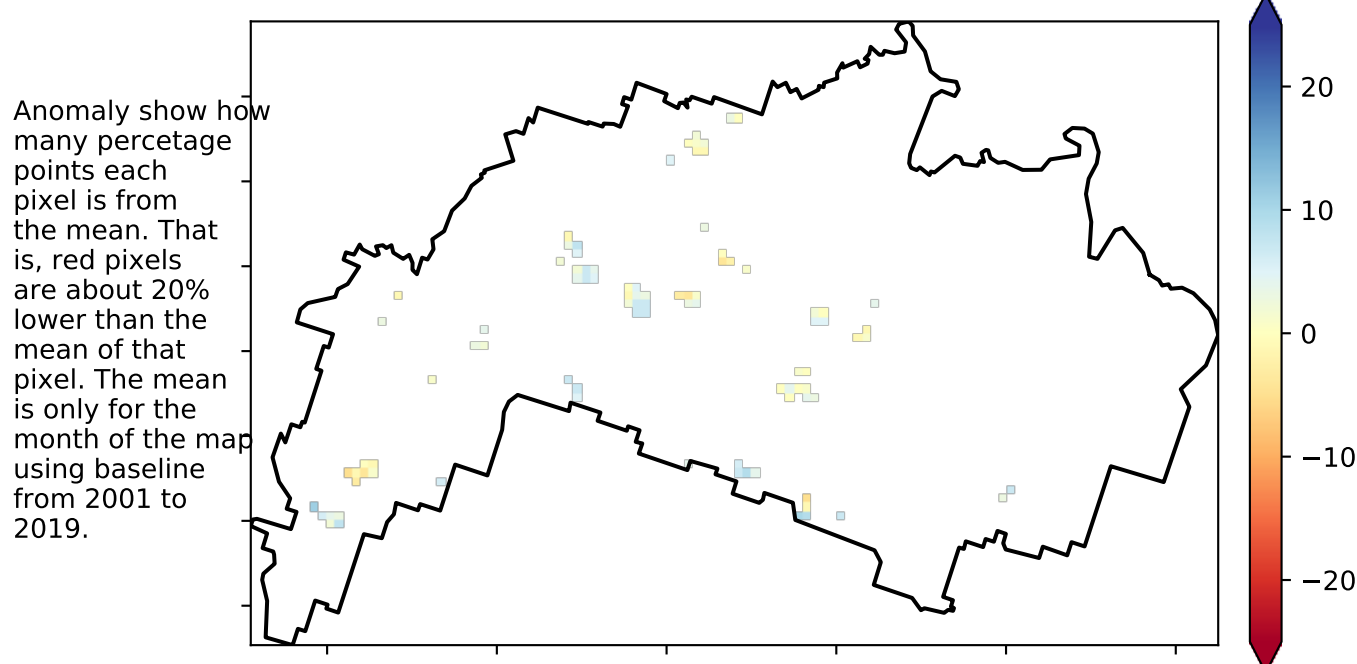 Anomaly show how
many percetage
points each
pixel is from
the mean. That
is, red pixels
are about 20%
lower than the
mean of that
pixel. The mean
is only for the
month of the map
using baseline
from 2001 to
2019.
20
10
0
−10
−20